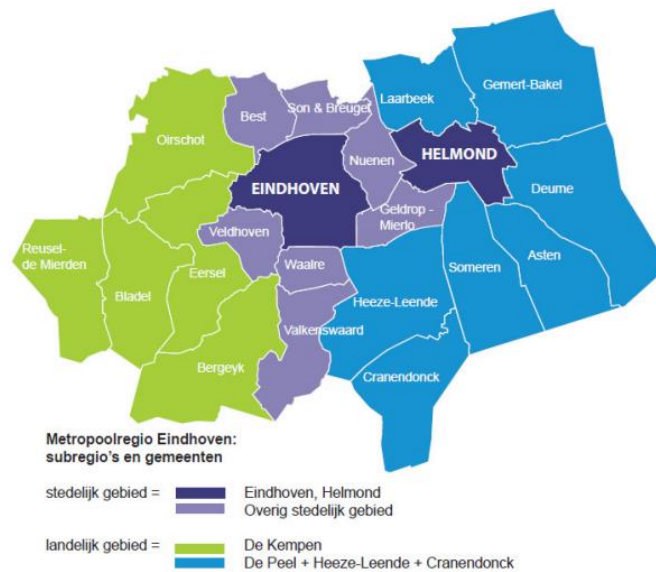 Gemert-Bakel
Laarbeek
Son & Breugel
Best
Oirschot
Nuenen
HELMOND
EINDHOVEN
Deurne
Geldrop -
Mierlo
Veldhoven
Reusel-
de Mierden
Eersel
Waalre
Asten
Someren
Bladel
Heeze-Leende
Valkenswaard
Bergeyk
Cranendonck
Metropoolregio Eindhoven:
subregio's en gemeenten
stedelijk gebied = Eindhoven, Helmond
Overig stedelijk gebied
landelijk gebied = De Kempen
De Peel + Heeze-Leende + Cranendonck